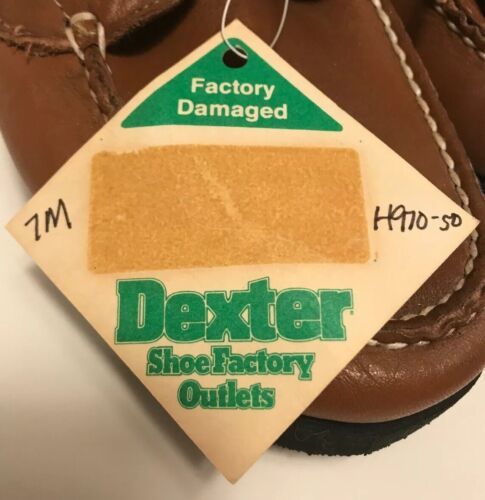 Factory
Damaged
7M
H970-50
Dexter
Shoe Factory
Outlets